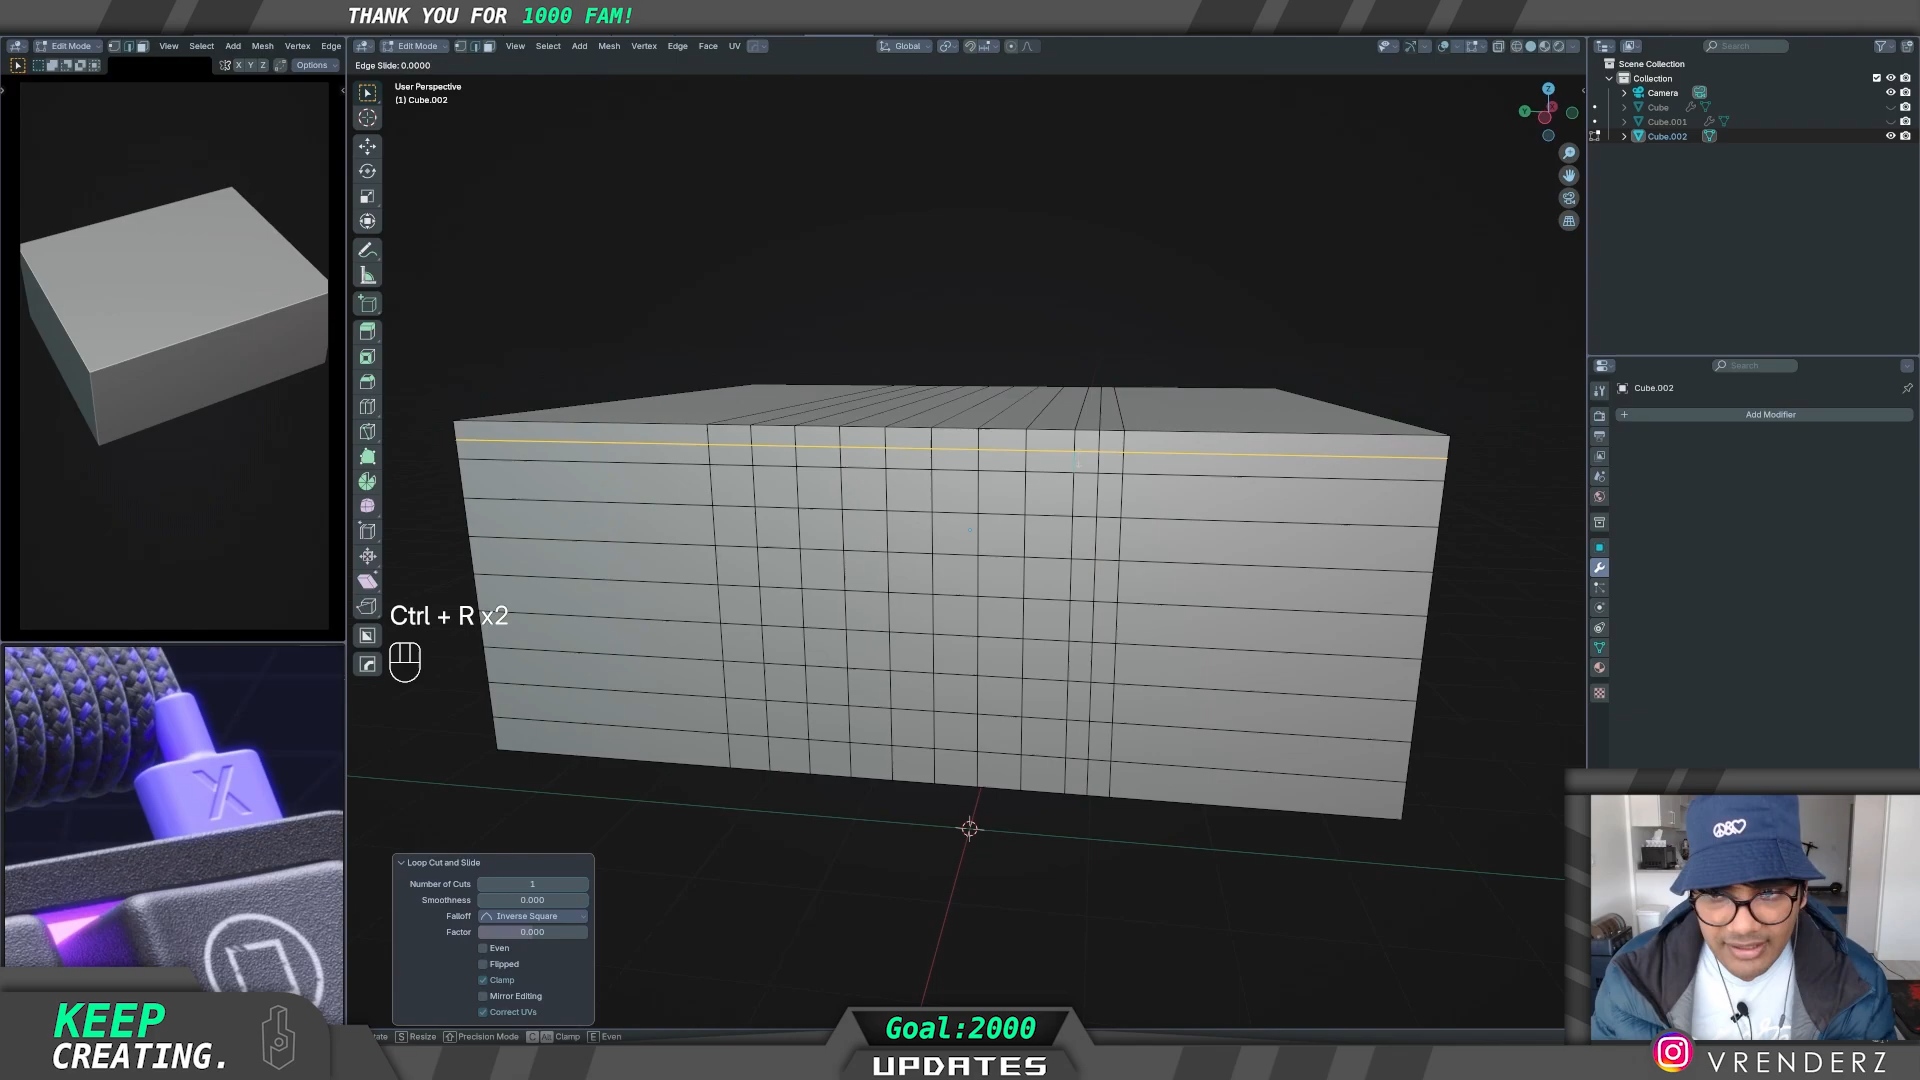 THANK YOU FOR 1000 FAM!
Edit Mode
View
Select
Add
Mesh
Vertex
Edge
X
Y
Z
Options
Edit Mode
View
Select
Add
Mesh
Vertex
Edge
Face
UV
Global
Edge Slide: 0.0000
User Perspective
(1) Cube.002
Z
Y
Ctrl + R x2
Loop Cut and Slide
Number of Cuts
1
Smoothness
0.000
Falloff
Inverse Square
Factor
0.000
Even
Flipped
Clamp
Mirror Editing
Correct UVs
tate
S
Resize
Precision Mode
C
Clamp
E
Even
Search
Scene Collection
Collection
Camera
Cube
Cube.001
Cube.002
Search
Cube.002
Add Modifier
X
KEEP
CREATING.
Goal:2000
UPDATES
VRENDERZ